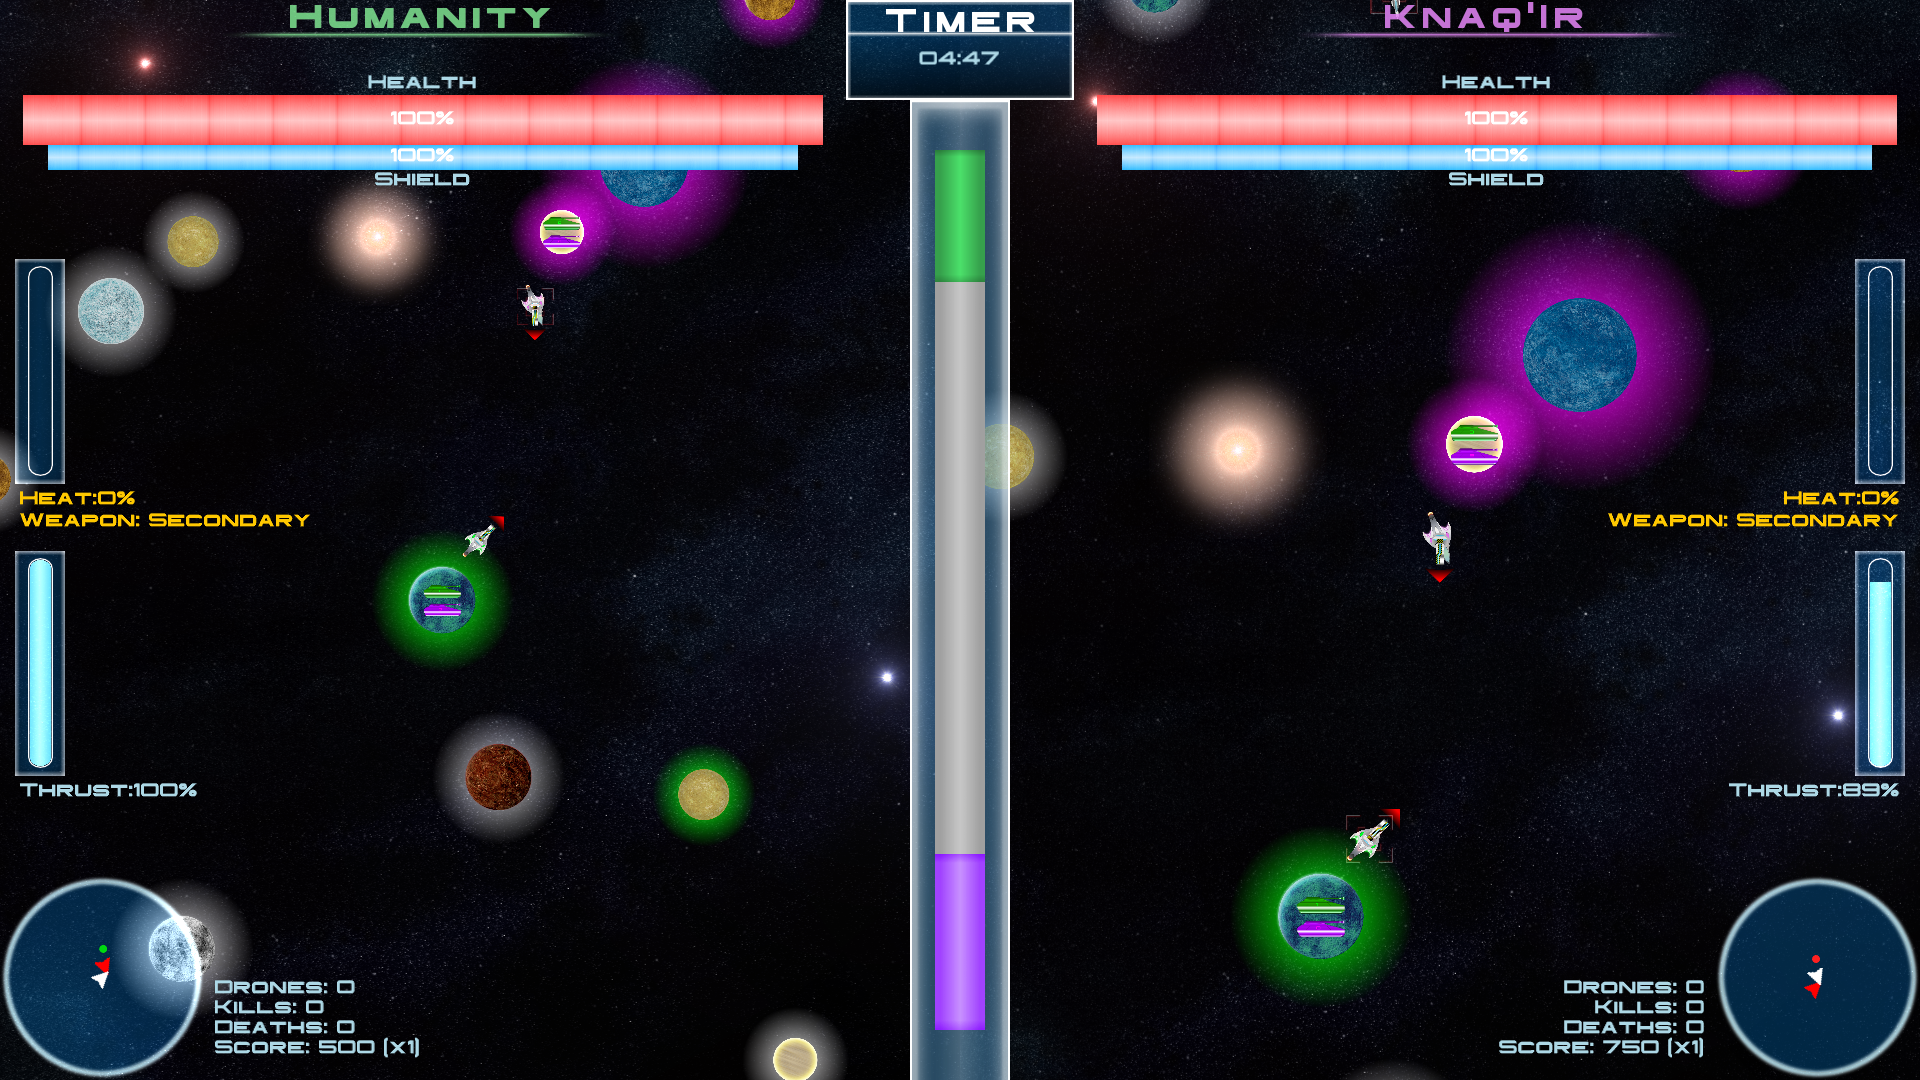 Humanity
Health
100%
100%
Shield
Heat:0%
Weapon: Secondary
Thrust:100%
Drones: 0
Kills: 0
Deaths: 0
Score: 500 (x1)
Timer
04:47
Knaq'ir
Health
100%
100%
Shield
Heat:0%
Weapon: Secondary
Thrust:89%
Drones: 0
Kills: 0
Deaths: 0
Score: 750 (x1)